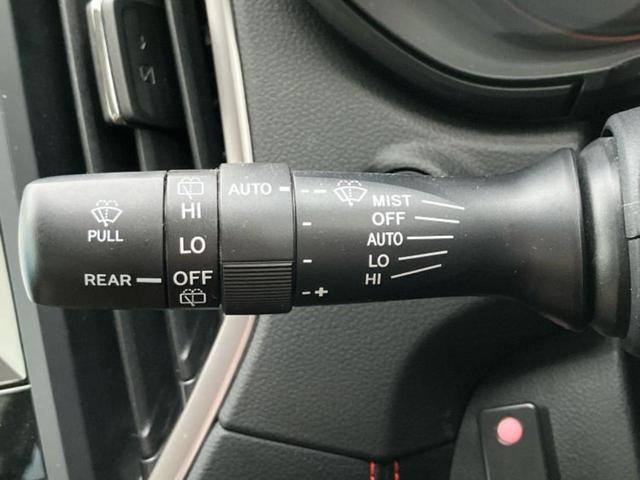 PULL
REAR
HI
LO
OFF
AUTO
- -
-
-
-+
MIST
OFF
AUTO
LO
HI